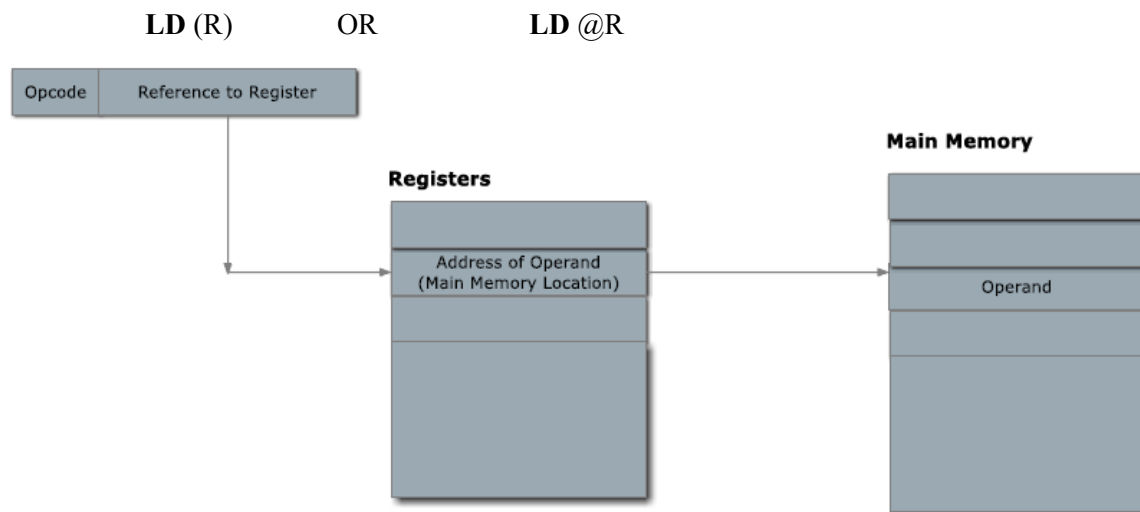 LD (R) OR LD @R
Opcode Reference to Register
Main Memory
Registers
Address of Operand
(Main Memory Location)
Operand